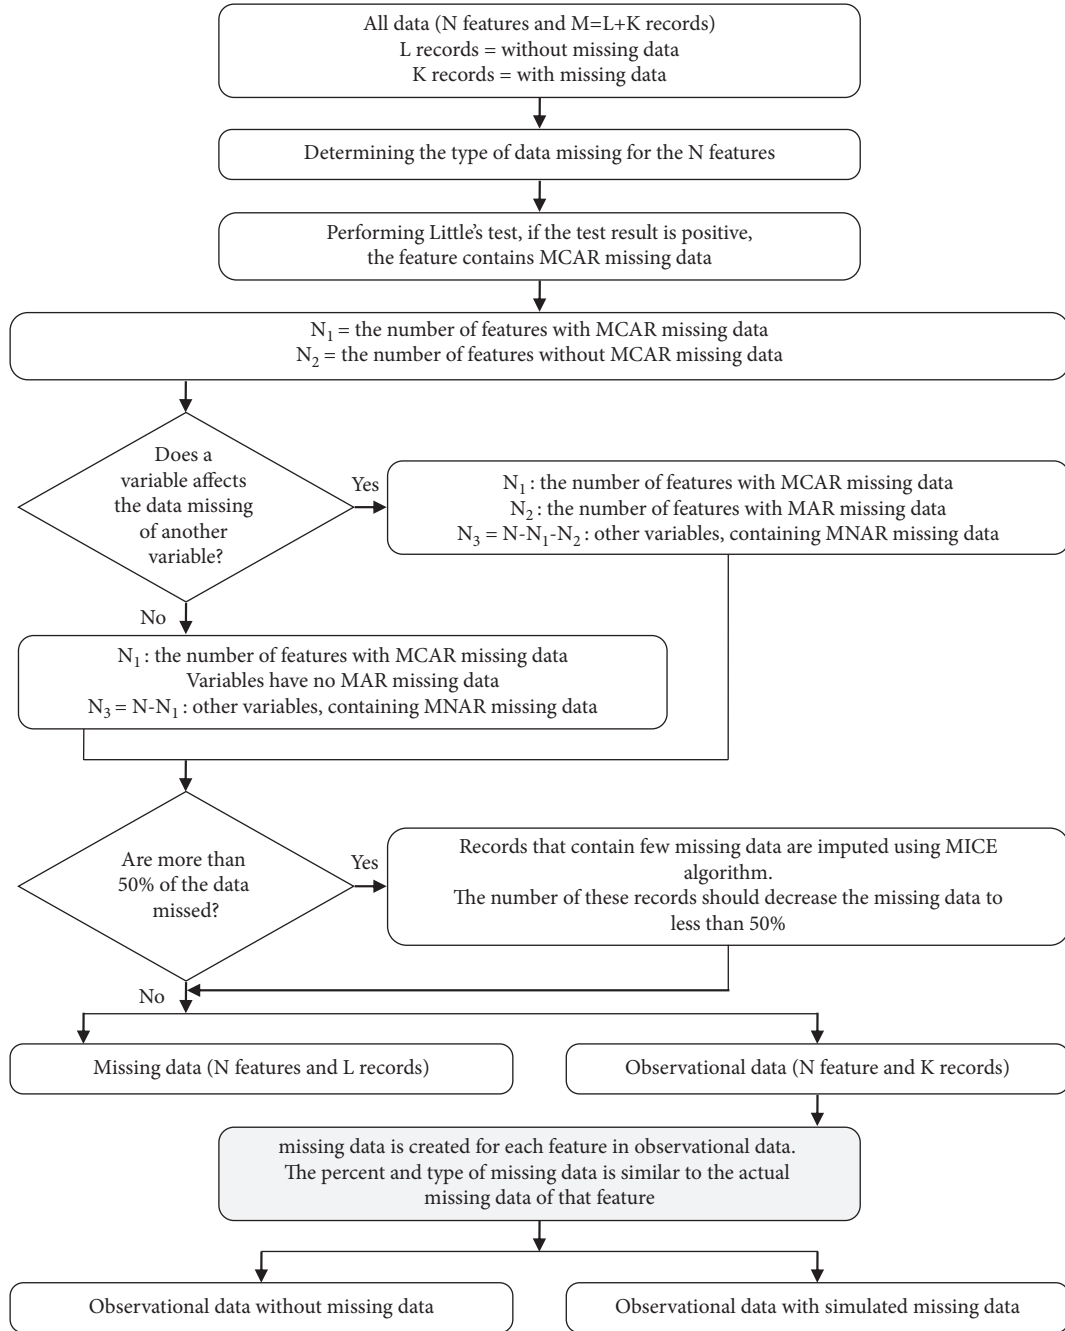 All data (N features and M=L+K records)
L records = without missing data
K records = with missing data
Determining the type of data missing for the N features
Performing Little's test, if the test result is positive,
the feature contains MCAR missing data
N1 = the number of features with MCAR missing data
N2 = the number of features without MCAR missing data
Does a
variable affects
the data missing
of another
variable?
Yes
N1 : the number of features with MCAR missing data
N2 : the number of features with MAR missing data
N3 = N-N1-N2 : other variables, containing MNAR missing data
No
N1 : the number of features with MCAR missing data
Variables have no MAR missing data
N3 = N-N1 : other variables, containing MNAR missing data
Are more than
50% of the data
missed?
Yes
Records that contain few missing data are imputed using MICE
algorithm.
The number of these records should decrease the missing data to
less than 50%
No
Missing data (N features and L records)
Observational data (N feature and K records)
missing data is created for each feature in observational data.
The percent and type of missing data is similar to the actual
missing data of that feature
Observational data without missing data
Observational data with simulated missing data